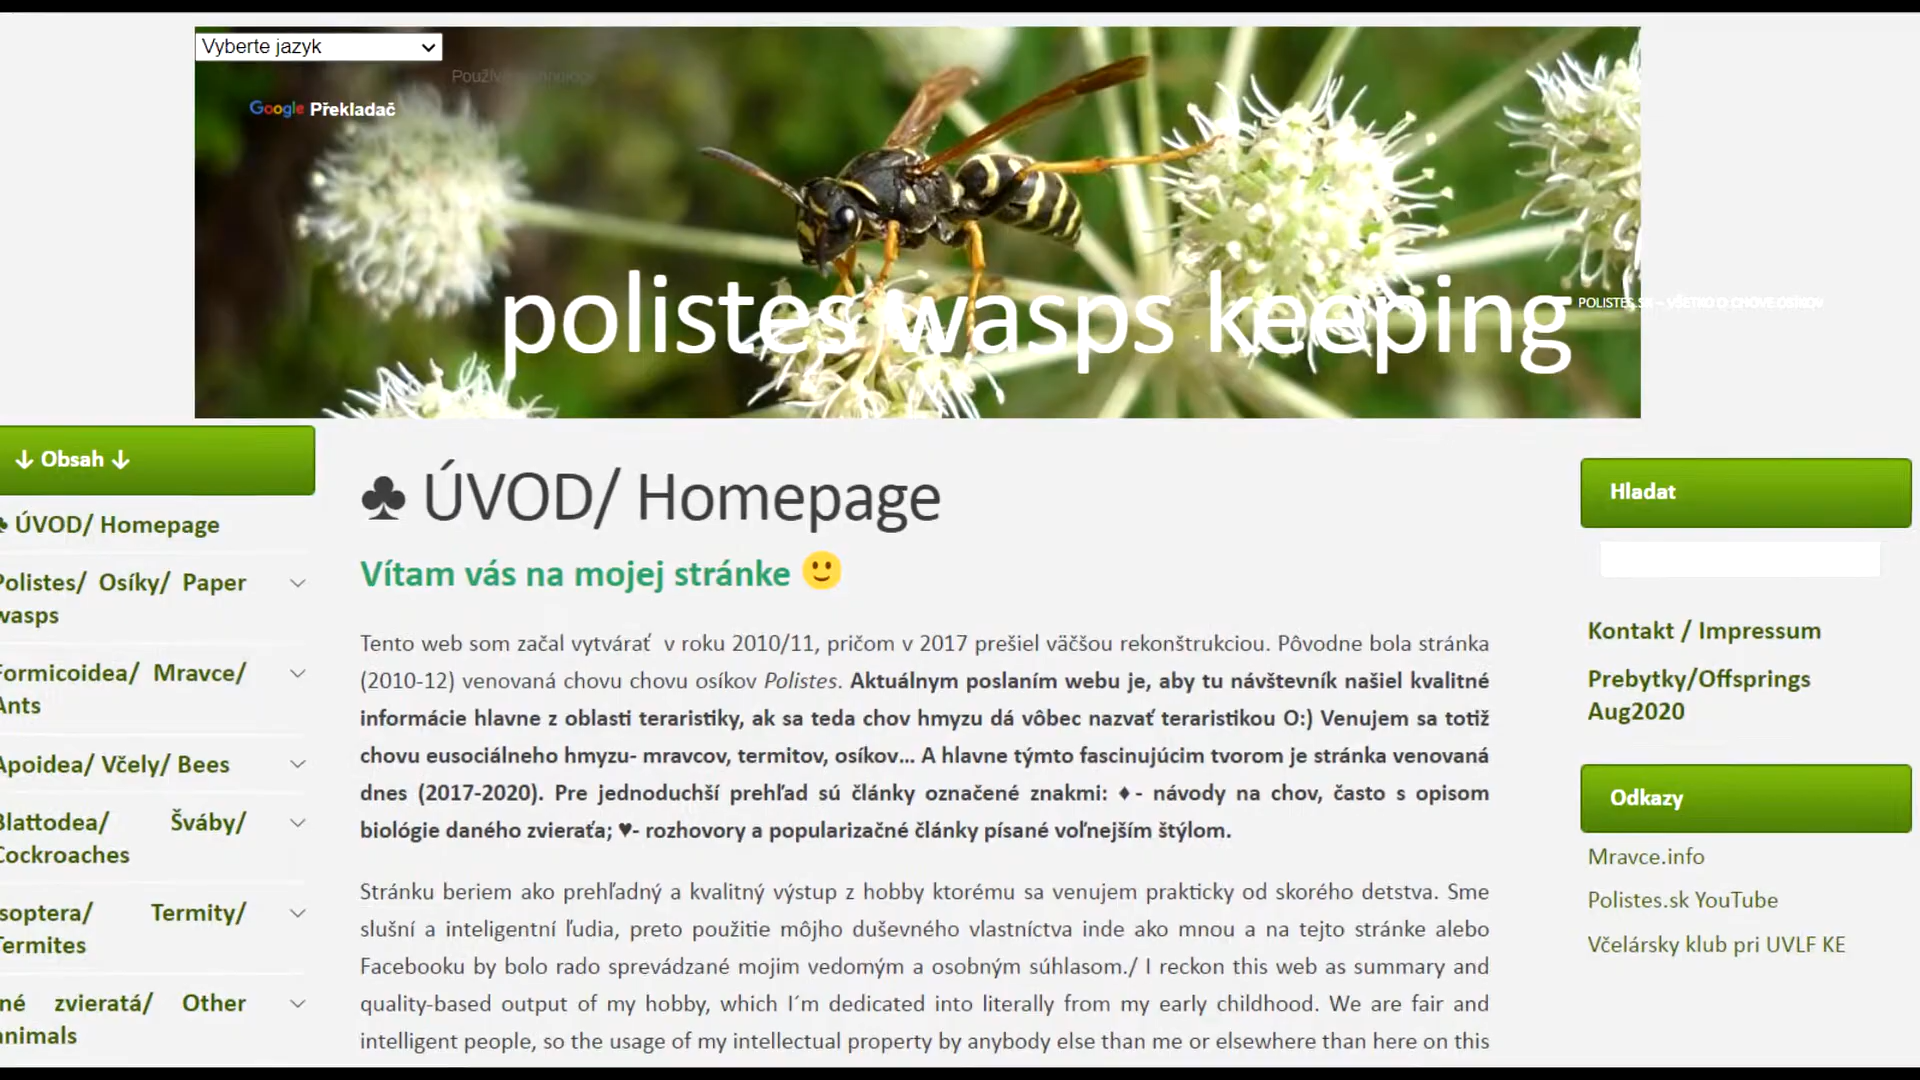 Vyberte jazyk
Google Překladač
polistes wasps keeping
↓ Obsah ↓
♣ ÚVOD/ Homepage
Polistes/ Osíky/ Paper
wasps
Formicoidea/ Mravce/
Ants
Apoidea/ Včely/ Bees
Blattodea/ Šváby/
Cockroaches
Isoptera/ Termity/
Termites
Iné zvieratá/ Other
animals
♣ ÚVOD/ Homepage
Vítam vás na mojej stránke 🙂
Tento web som začal vytvárať v roku 2010/11, pričom v 2017 prešiel väčšou rekonštrukciou. Pôvodne bola stránka
(2010-12) venovaná chovu chovu osíkov Polistes. Aktuálnym poslaním webu je, aby tu návštevník našiel kvalitné
informácie hlavne z oblasti teraristiky, ak sa teda chov hmyzu dá vôbec nazvať teraristikou O:) Venujem sa totiž
chovu eusociálneho hmyzu- mravcov, termitov, osíkov... A hlavne týmto fascinujúcim tvorom je stránka venovaná
dnes (2017-2020). Pre jednoduchší prehľad sú články označené znakmi: ♦- návody na chov, často s opisom
biológie daného zvieraťa; ♥- rozhovory a popularizačné články písané voľnejším štýlom.
Stránku beriem ako prehľadný a kvalitný výstup z hobby ktorému sa venujem prakticky od skorého detstva. Sme
slušní a inteligentní ľudia, preto použitie môjho duševného vlastníctva inde ako mnou a na tejto stránke alebo
Facebooku by bolo rado sprevádzané mojim vedomým a osobným súhlasom./ I reckon this web as summary and
quality-based output of my hobby, which I´m dedicated into literally from my early childhood. We are fair and
intelligent people, so the usage of my intellectual property by anybody else than me or elsewhere than here on this
Hladat
Kontakt / Impressum
Prebytky/Offsprings
Aug2020
Odkazy
Mravce.info
Polistes.sk YouTube
Včelársky klub pri UVLF KE